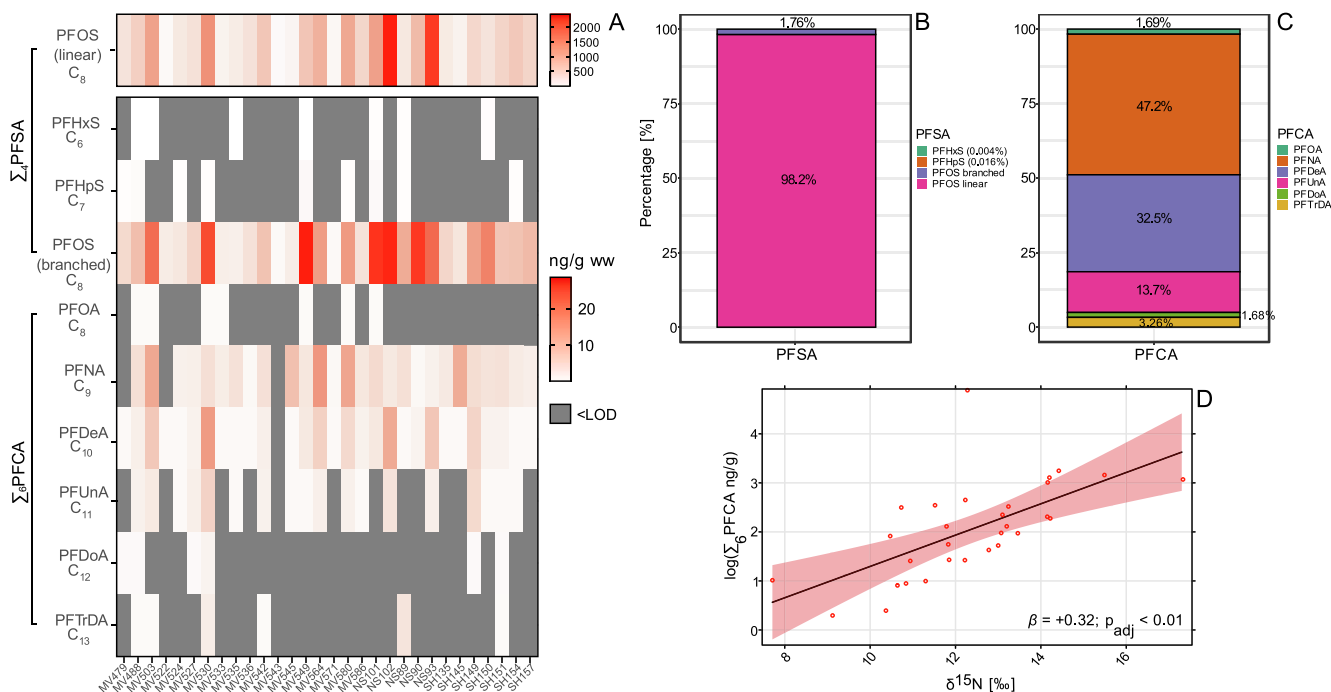 A
PFOS
(linear)
C8
PFHxS
C6
PFHpS
C7
PFOS
(branched)
C8
PFOA
C8
PFNA
C9
PFDeA
C10
PFUnA
C11
PFDoA
C12
PFTrDA
C13
Σ4PFSA
Σ6PFCA
MV479
MV488
MV503
MV522
MV524
MV527
MV530
MV533
MV535
MV536
MV542
MV543
MV545
MV549
MV564
MV571
MV580
MV586
NS101
NS102
NS89
NS90
NS93
SH135
SH145
SH149
SH150
SH151
SH154
SH157
2000
1500
1000
500
ng/g ww
20
10
<LOD
B
Percentage [%]
100
75
50
25
0
1.76%
98.2%
PFSA
PFSA
PFHxS (0.004%)
PFHpS (0.016%)
PFOS branched
PFOS linear
C
100
75
50
25
0
1.69%
47.2%
32.5%
13.7%
1.68%
3.26%
PFCA
PFCA
PFOA
PFNA
PFDeA
PFUnA
PFDoA
PFTrDA
D
log(Σ6PFCA ng/g)
4
3
2
1
0
β = +0.32; padj < 0.01
8
10
12
14
16
δ15N [‰]